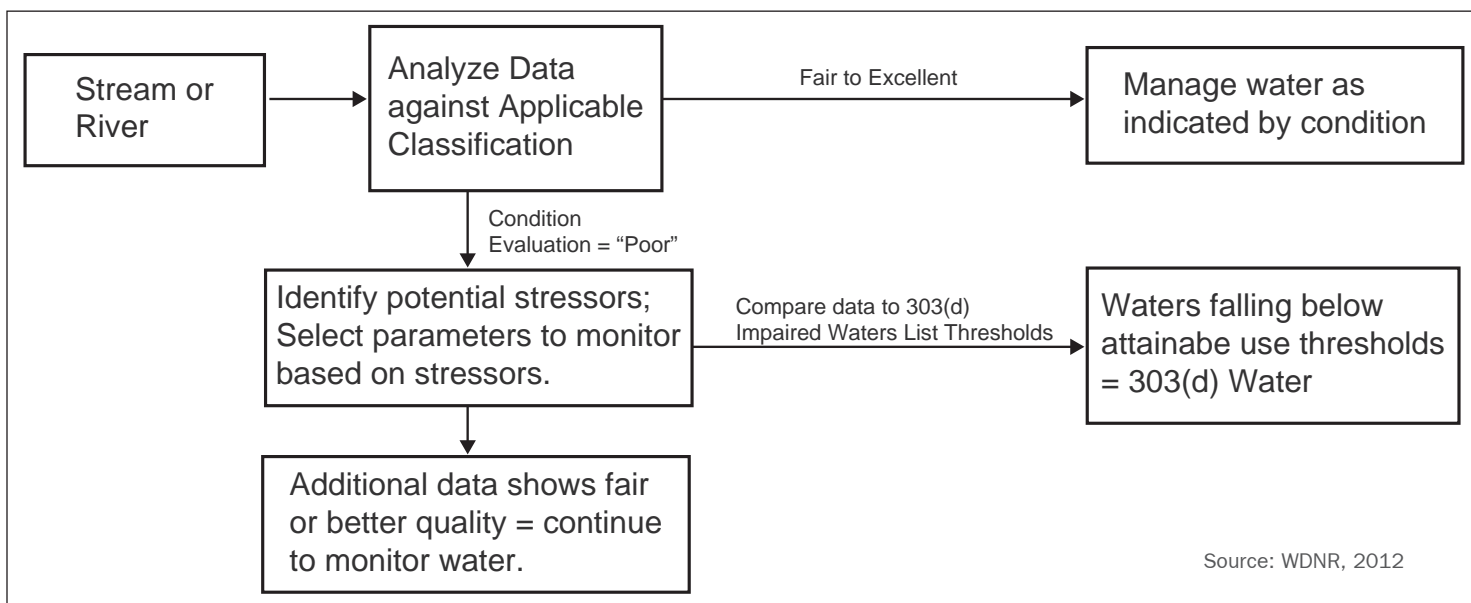 Stream or
River
Analyze Data
against Applicable
Classification
Fair to Excellent
Manage water as
indicated by condition
Condition
Evaluation = “Poor”
Identify potential stressors;
Select parameters to monitor
based on stressors.
Compare data to 303(d)
Impaired Waters List Thresholds
Waters falling below
attainabe use thresholds
= 303(d) Water
Additional data shows fair
or better quality = continue
to monitor water.
Source: WDNR, 2012